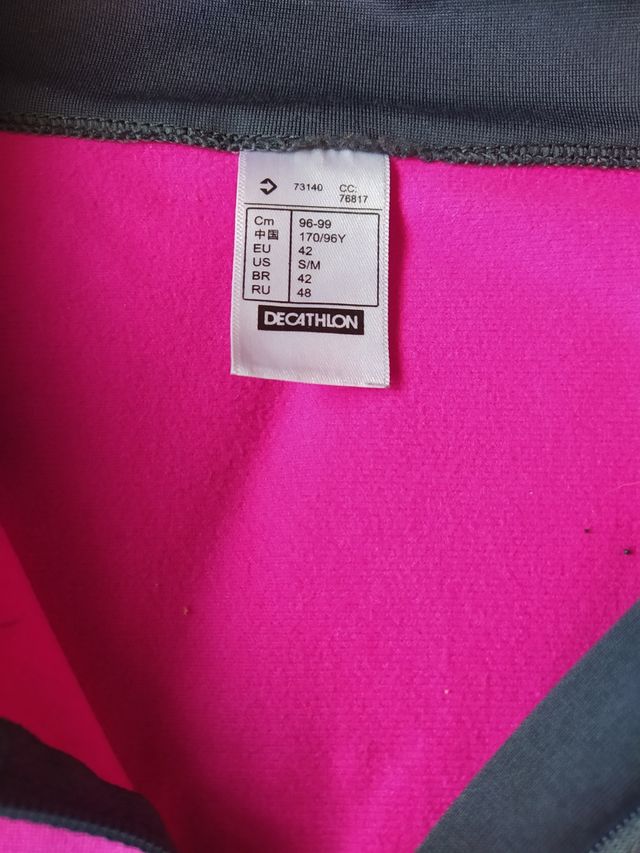 73140 CC:
76817
Cm 96-99
中国 170/96Y
EU 42
US S/M
BR 42
RU 48
DECATHLON